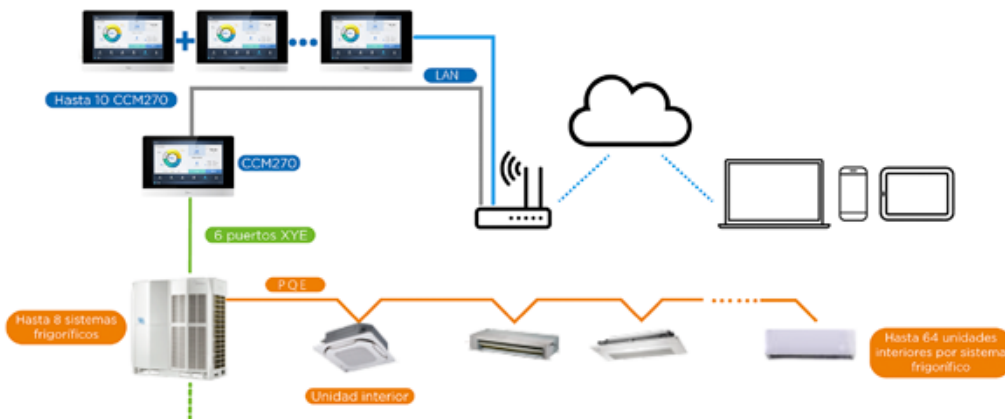 LAN
Hasta 10 CCM270
CCM270
6 puertos XYE
PQE
Hasta 8 sistemas
frigoríficos
Hasta 64 unidades
interiores por sistema
frigorífico
Unidad interior